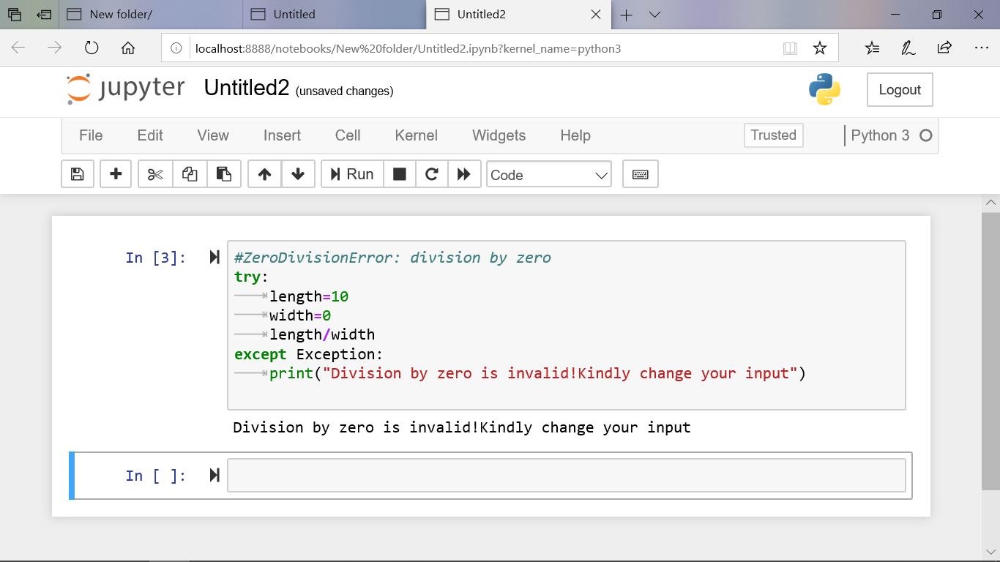 New folder/ Untitled Untitled2
localhost:8888/notebooks/New%20folder/Untitled2.ipynb?kernel_name=python3
jupyter Untitled2 (unsaved changes) Logout
File Edit View Insert Cell Kernel Widgets Help Trusted Python 3
Run Code
In [3]: #ZeroDivisionError: division by zero
try:
length=10
width=0
length/width
except Exception:
print("Division by zero is invalid!Kindly change your input")
Division by zero is invalid!Kindly change your input
In [ ]: